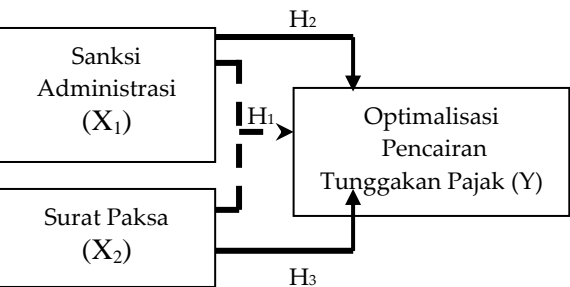 H₂
Sanksi
Administrasi
(X₁)
H₁
Optimalisasi
Pencairan
Tunggakan Pajak (Y)
Surat Paksa
(X₂)
H₃